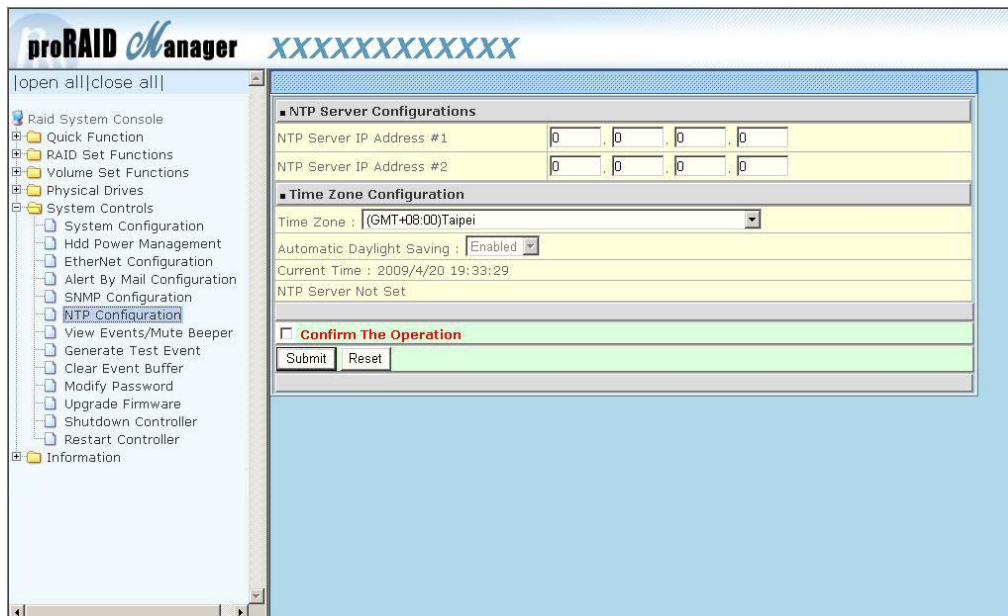 proRAID Manager XXXXXXXXXXXX
|open all|close all|
Raid System Console
Quick Function
RAID Set Functions
Volume Set Functions
Physical Drives
System Controls
System Configuration
Hdd Power Management
EtherNet Configuration
Alert By Mail Configuration
SNMP Configuration
NTP Configuration
View Events/Mute Beeper
Generate Test Event
Clear Event Buffer
Modify Password
Upgrade Firmware
Shutdown Controller
Restart Controller
Information
NTP Server Configurations
NTP Server IP Address #1 0 . 0 . 0 . 0
NTP Server IP Address #2 0 . 0 . 0 . 0
Time Zone Configuration
Time Zone : (GMT+08:00)Taipei
Automatic Daylight Saving : Enabled
Current Time : 2009/4/20 19:33:29
NTP Server Not Set
Confirm The Operation
Submit Reset